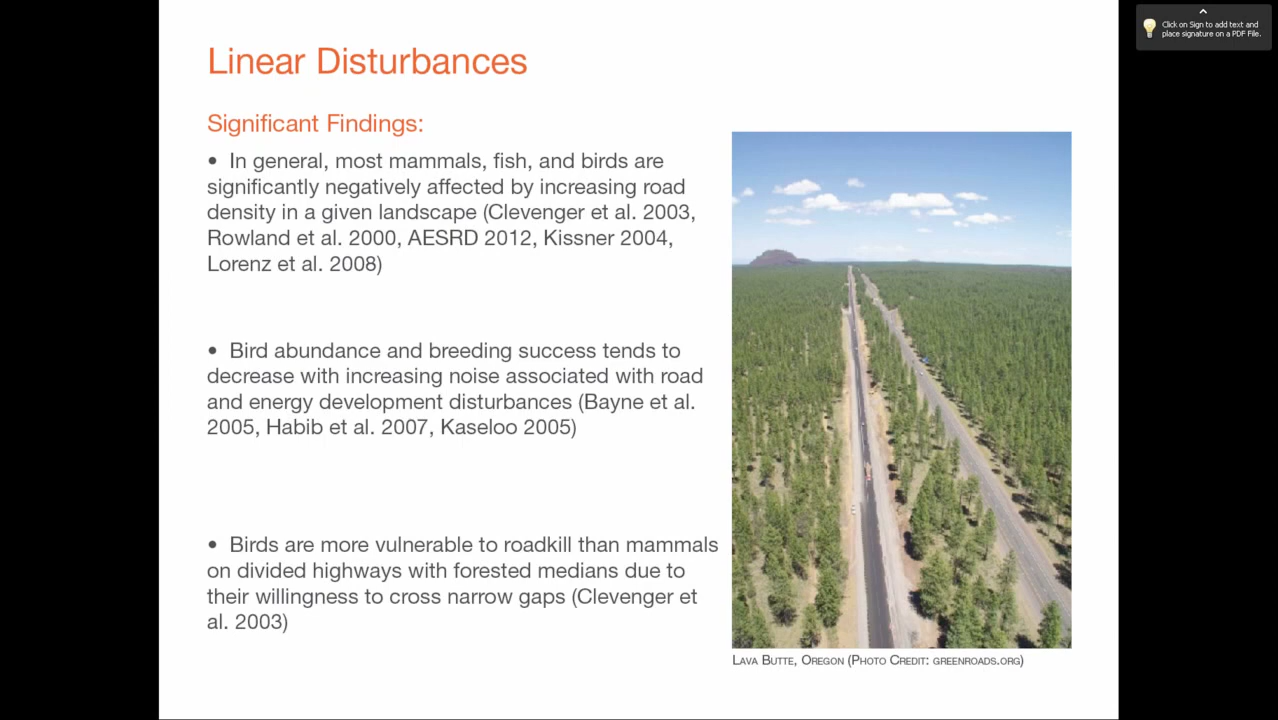 Linear Disturbances
Significant Findings:
• In general, most mammals, fish, and birds are
significantly negatively affected by increasing road
density in a given landscape (Clevenger et al. 2003,
Rowland et al. 2000, AESRD 2012, Kissner 2004,
Lorenz et al. 2008)
• Bird abundance and breeding success tends to
decrease with increasing noise associated with road
and energy development disturbances (Bayne et al.
2005, Habib et al. 2007, Kaseloo 2005)
• Birds are more vulnerable to roadkill than mammals
on divided highways with forested medians due to
their willingness to cross narrow gaps (Clevenger et
al. 2003)
Lava Butte, Oregon (Photo Credit: greenroads.org)
Click on Sign to add text and
place signature on a PDF File.